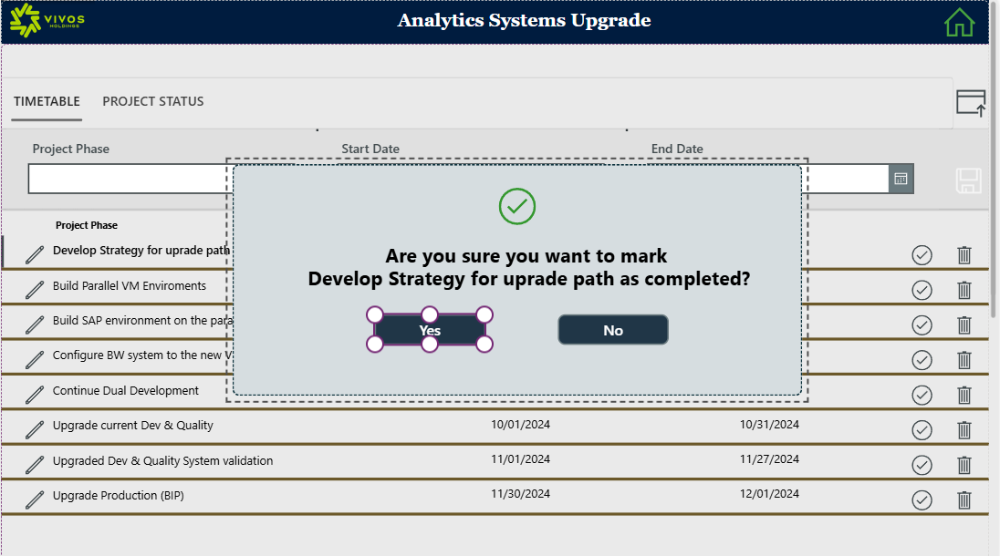 VIVOS
HOLDINGS
Analytics Systems Upgrade
TIMETABLE PROJECT STATUS
Project Phase Start Date End Date
Project Phase
Develop Strategy for uprade path
Build Parallel VM Enviroments
Build SAP environment on the para
Configure BW system to the new V
Continue Dual Development
Are you sure you want to mark
Develop Strategy for uprade path as completed?
Yes No
Upgrade current Dev & Quality 10/01/2024 10/31/2024
Upgraded Dev & Quality System validation 11/01/2024 11/27/2024
Upgrade Production (BIP) 11/30/2024 12/01/2024